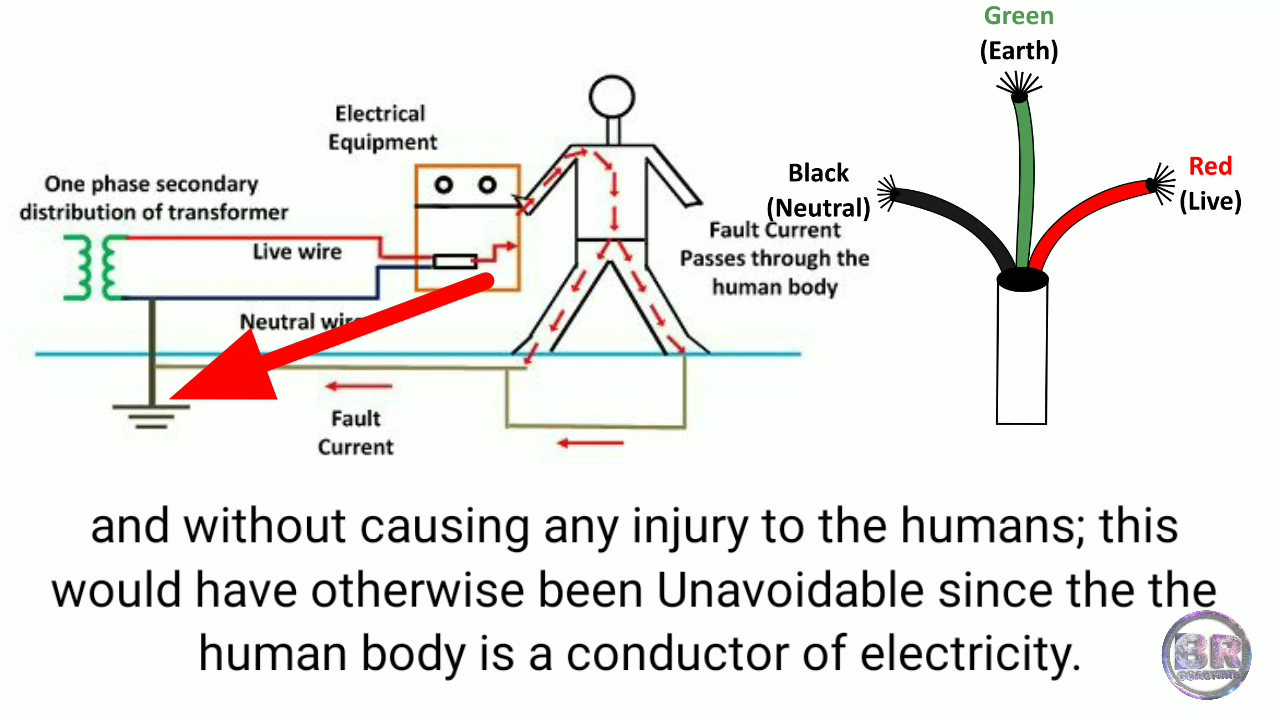 Green
(Earth)
Electrical
Equipment
Black
(Neutral)
Red
(Live)
One phase secondary
distribution of transformer
Live wire
Fault Current
Passes through the
human body
Neutral wire
Fault
Current
and without causing any injury to the humans; this
would have otherwise been Unavoidable since the the
human body is a conductor of electricity.
BR